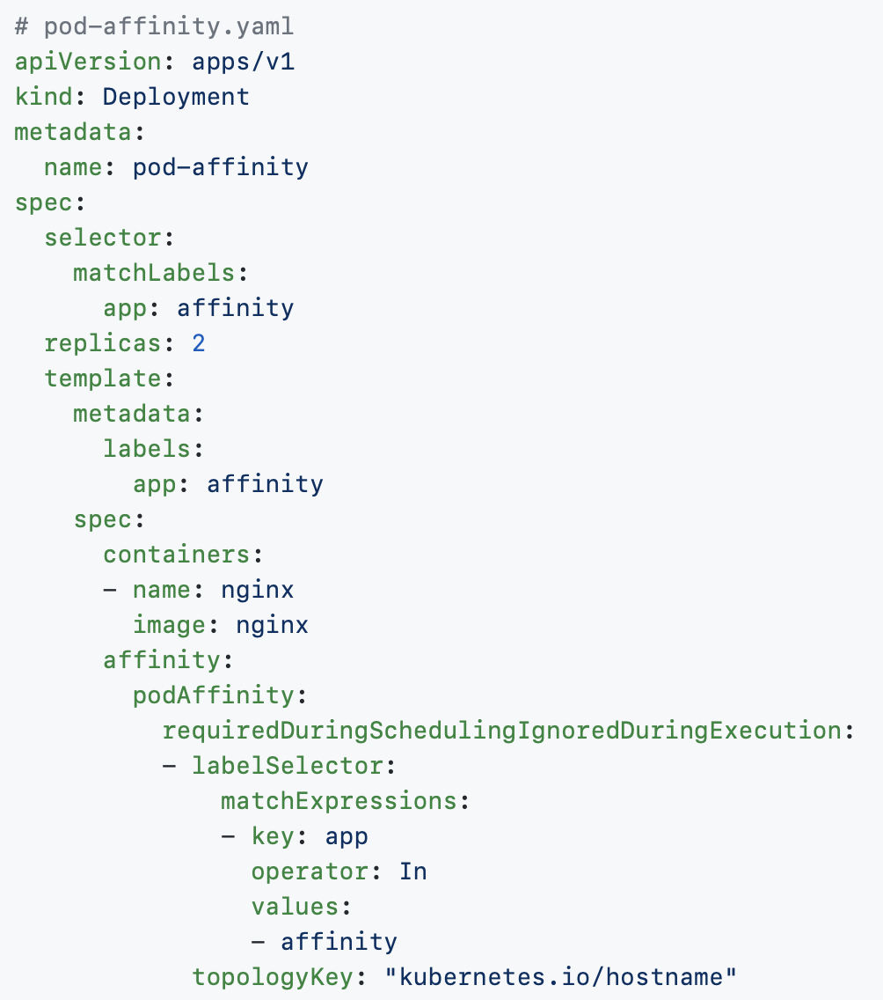 # pod-affinity.yaml
apiVersion: apps/v1
kind: Deployment
metadata:
  name: pod-affinity
spec:
  selector:
    matchLabels:
      app: affinity
  replicas: 2
  template:
    metadata:
      labels:
        app: affinity
    spec:
      containers:
      - name: nginx
        image: nginx
      affinity:
        podAffinity:
          requiredDuringSchedulingIgnoredDuringExecution:
          - labelSelector:
              matchExpressions:
              - key: app
                operator: In
                values:
                - affinity
            topologyKey: "kubernetes.io/hostname"